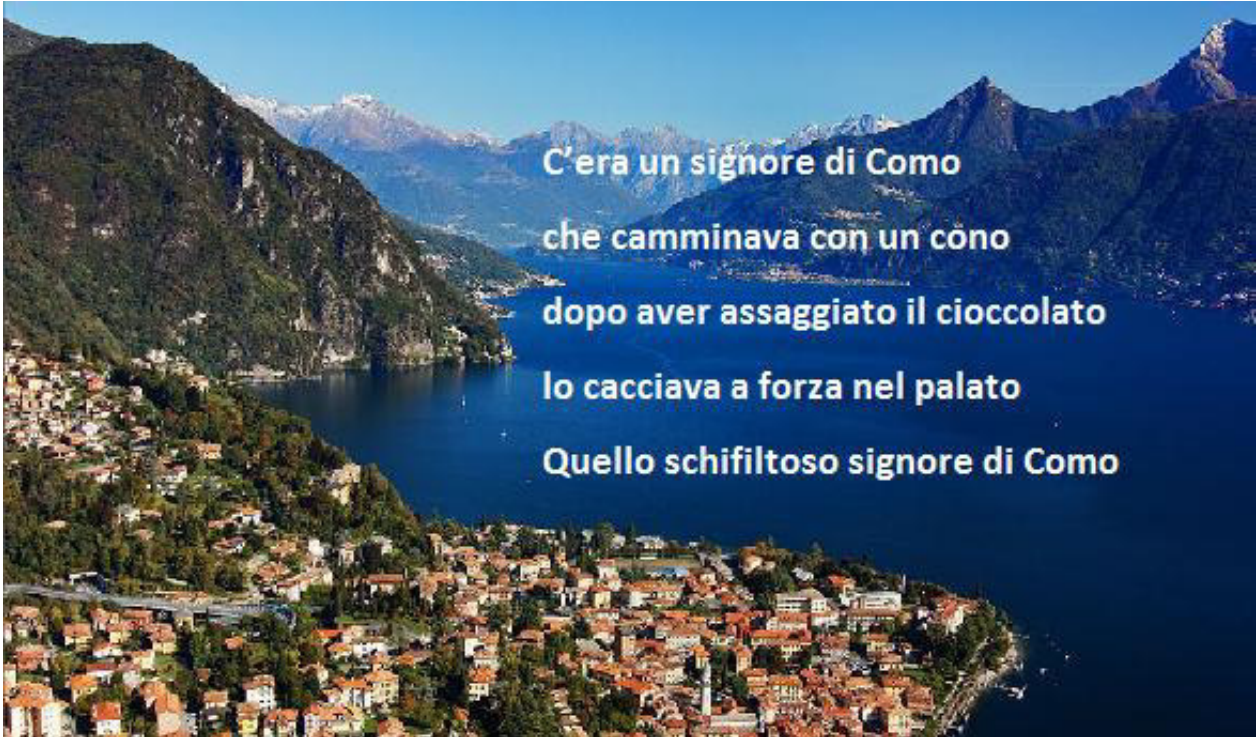 C'era un signore di Como
che camminava con un cono
dopo aver assaggiato il cioccolato
lo cacciava a forza nel palato
Quello schifiltoso signore di Como